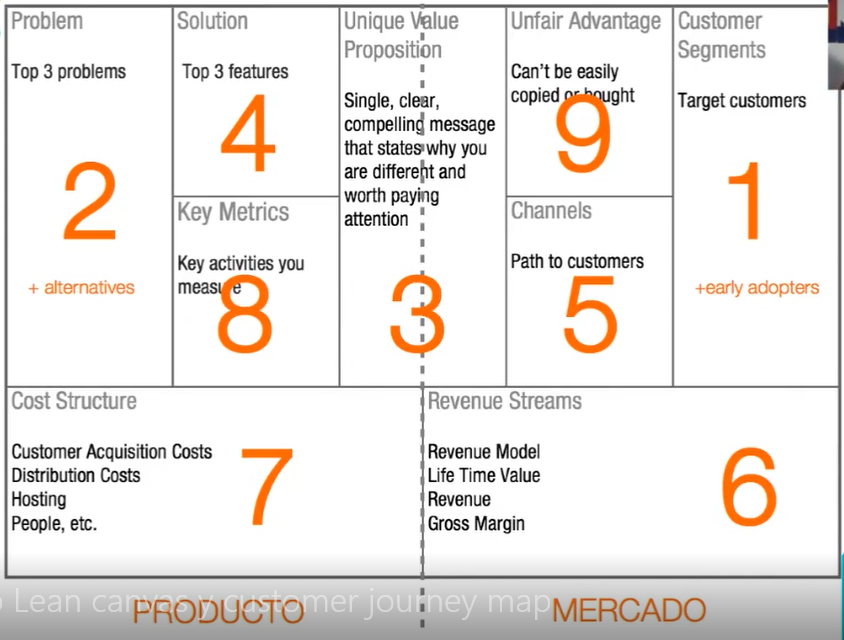 Problem
Top 3 problems
2
+ alternatives
Solution
Top 3 features
4
Key Metrics
Key activities you
measure
8
Unique Value
Proposition
Single, clear,
compelling message
that states why you
are different and
worth paying
attention
3
Unfair Advantage
Can't be easily
copied or bought
9
Channels
Path to customers
5
Customer
Segments
Target customers
1
+early adopters
Cost Structure
Customer Acquisition Costs
Distribution Costs
Hosting
People, etc.
7
Revenue Streams
Revenue Model
Life Time Value
Revenue
Gross Margin
6
Lean canvas y customer journey map
PRODUCTO
MERCADO